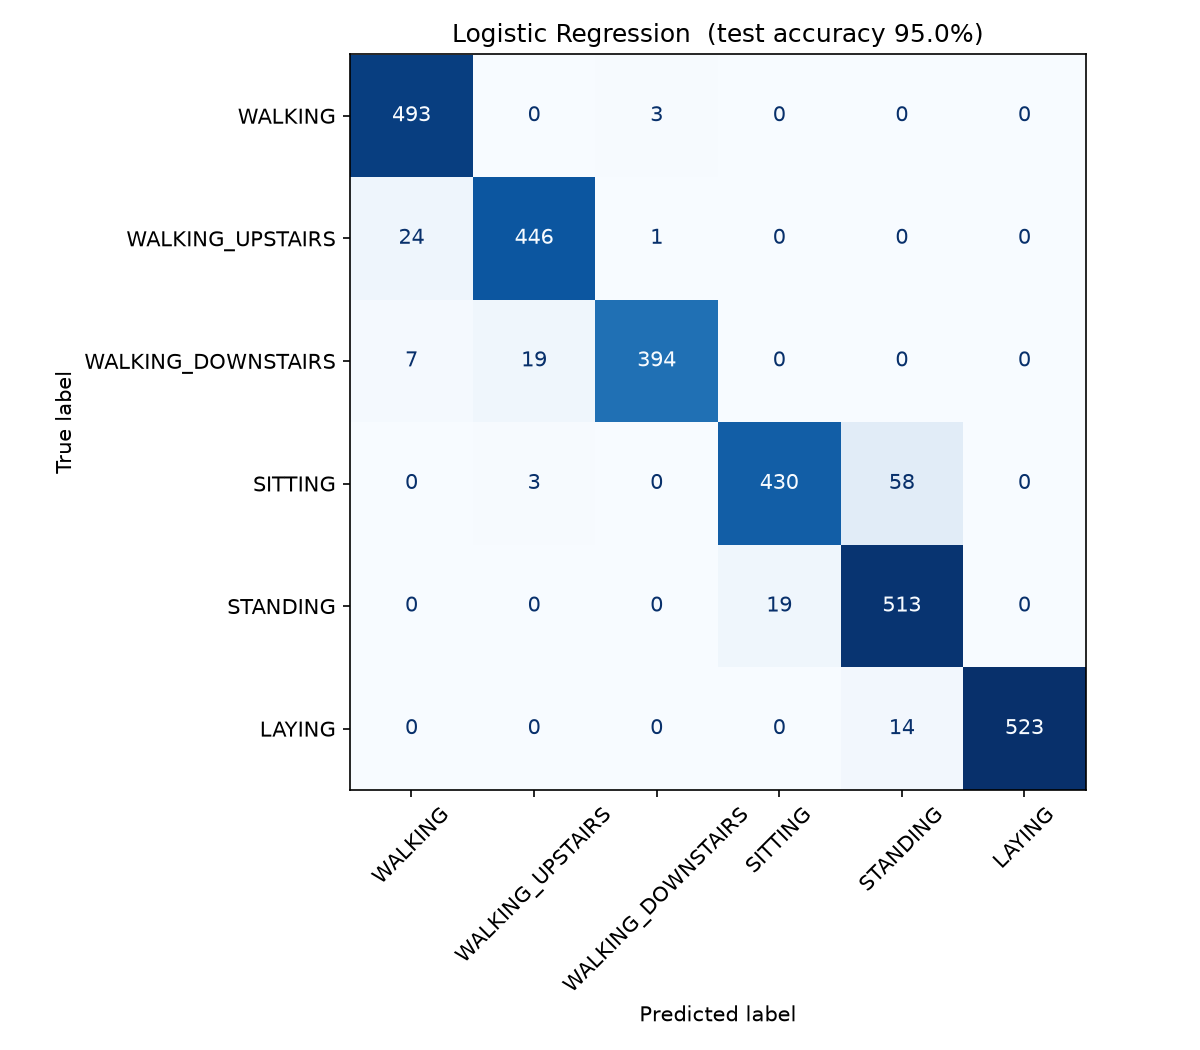 Logistic Regression  (test accuracy 95.0%)
WALKING 493 0 3 0 0 0
WALKING_UPSTAIRS 24 446 1 0 0 0
WALKING_DOWNSTAIRS 7 19 394 0 0 0
SITTING 0 3 0 430 58 0
STANDING 0 0 0 19 513 0
LAYING 0 0 0 0 14 523
True label
WALKING
WALKING_UPSTAIRS
WALKING_DOWNSTAIRS
SITTING
STANDING
LAYING
Predicted label